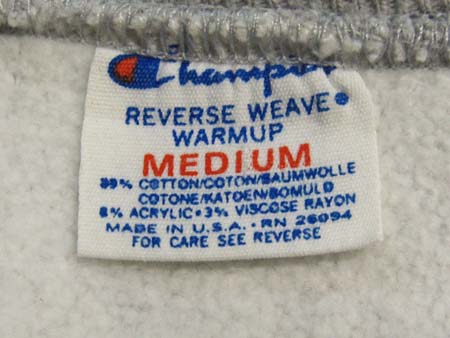 Champion
REVERSE WEAVE®
WARMUP
MEDIUM
89% COTTON/COTON/BAUMWOLLE
COTONE/KATOEN/BOMULD
8% ACRYLIC • 3% VISCOSE RAYON
MADE IN U.S.A. • RN 26094
FOR CARE SEE REVERSE